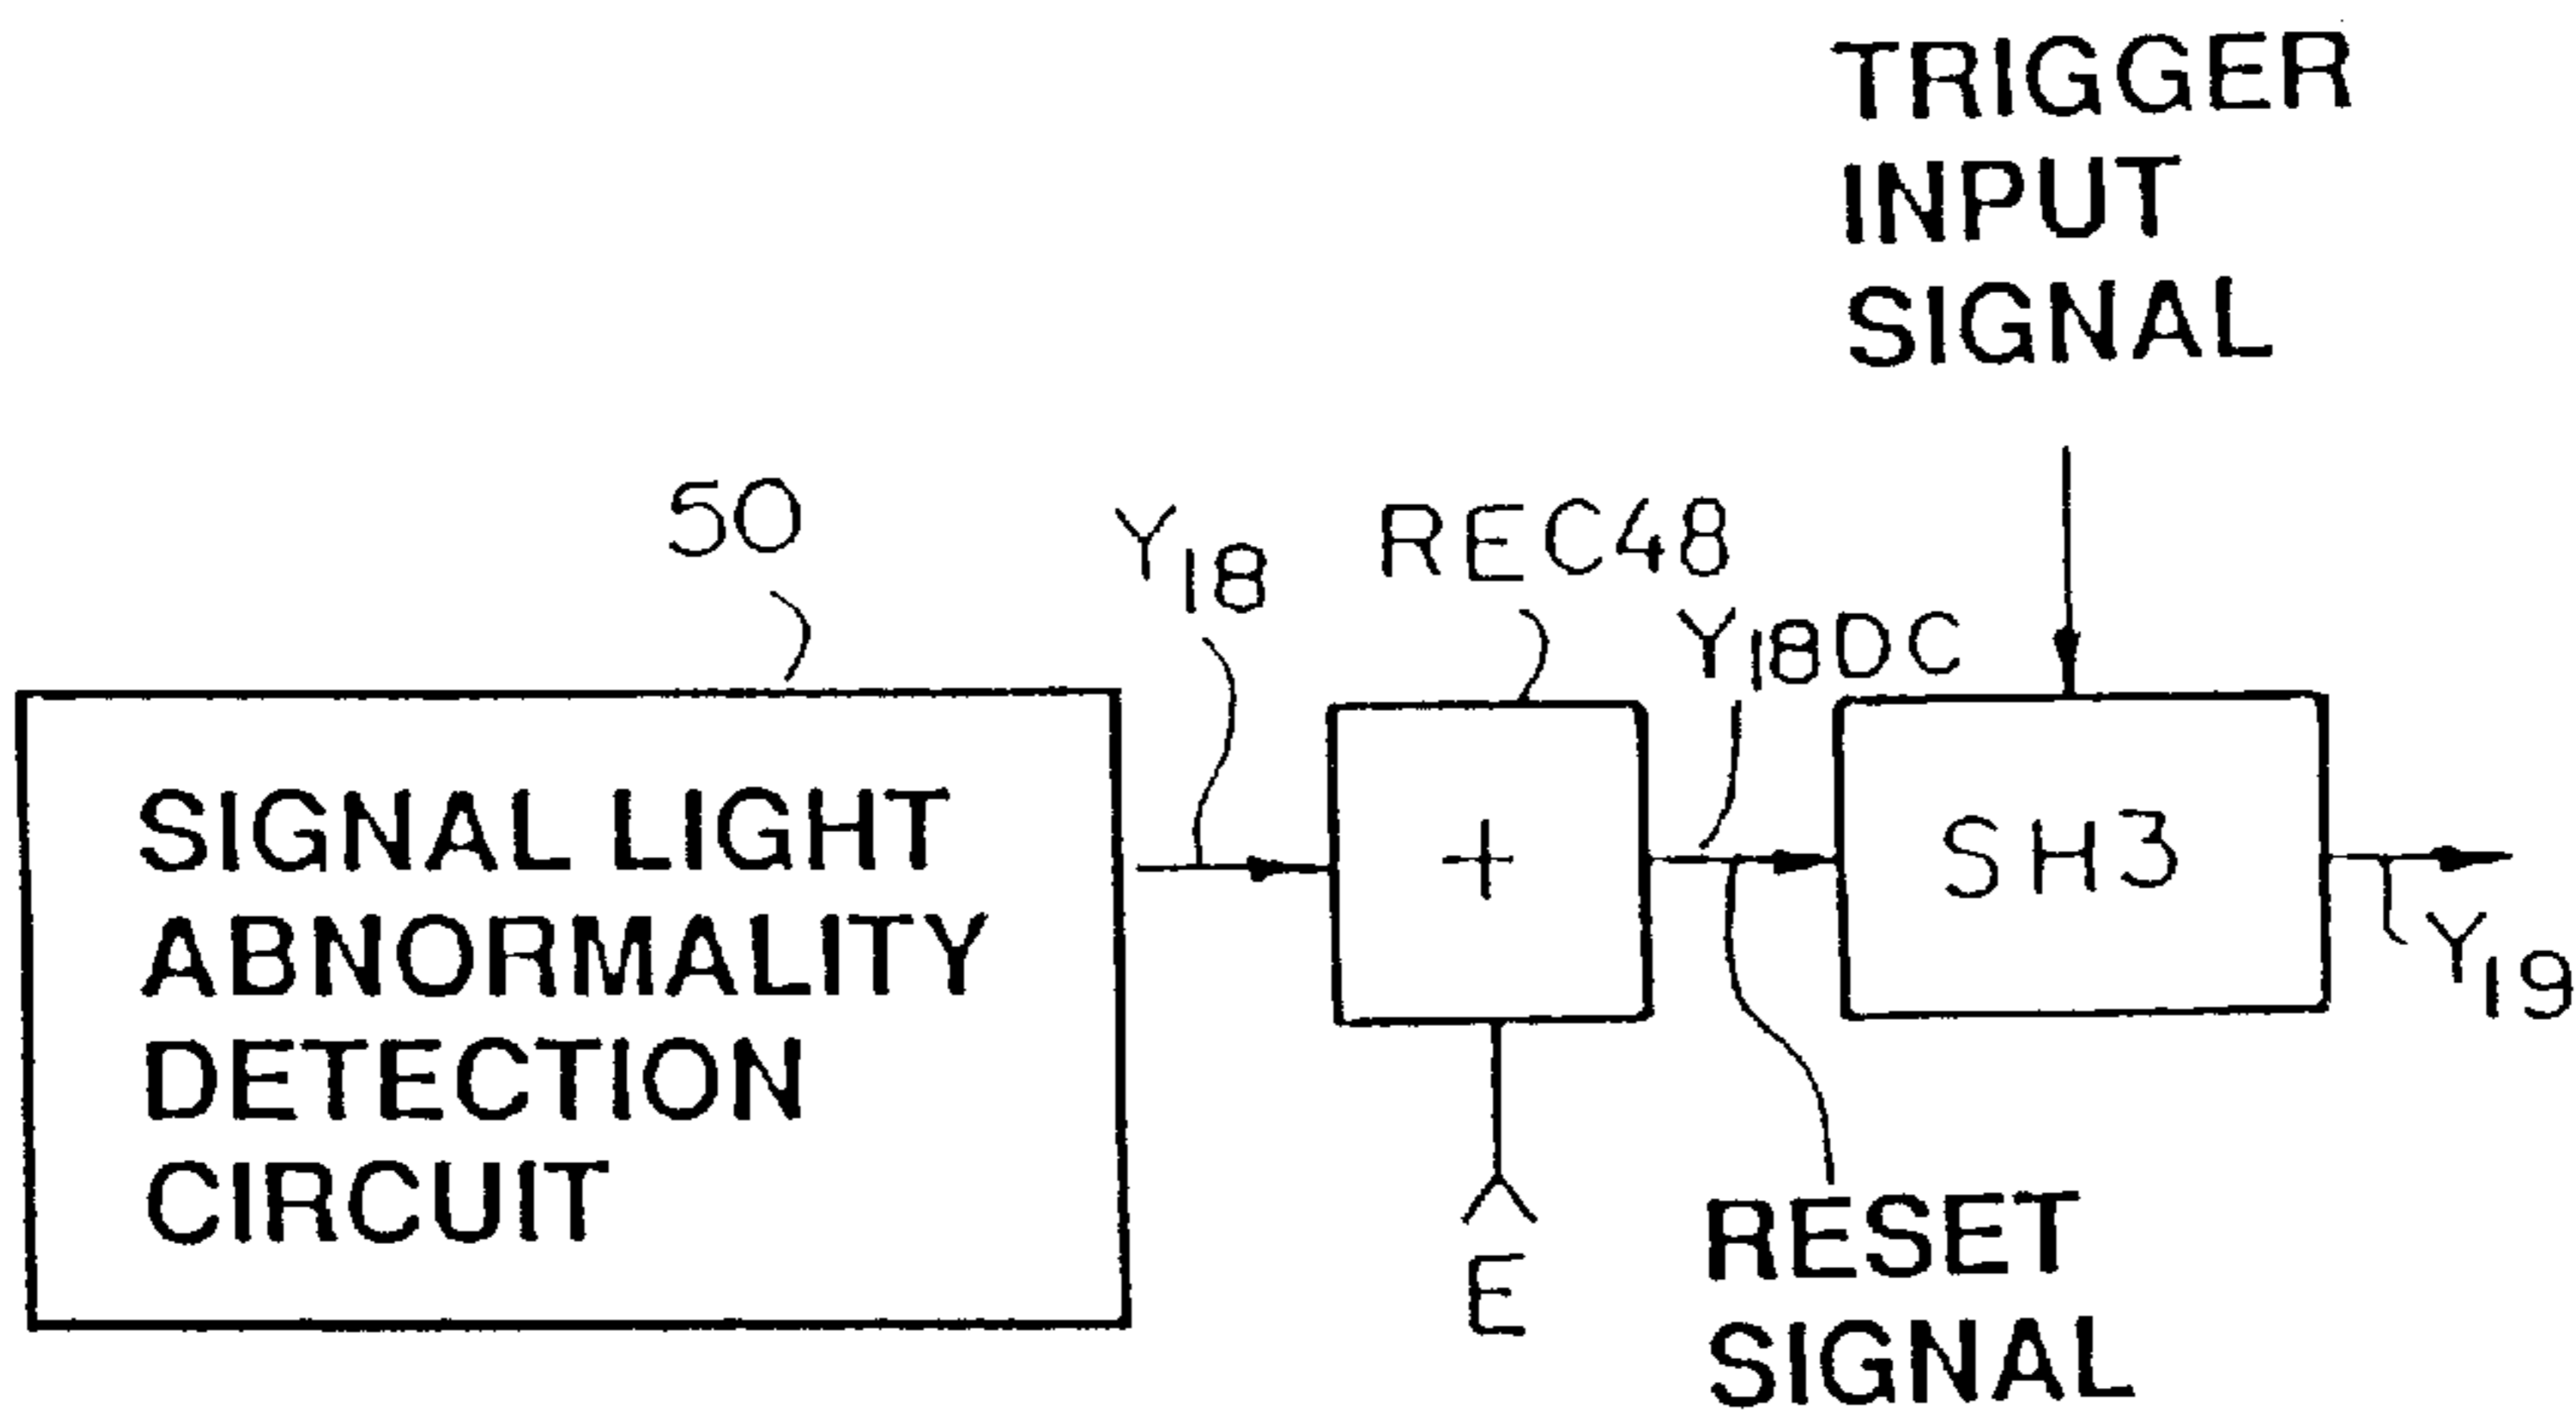 TRIGGER
INPUT
SIGNAL
50
Y18
REC48
Y18DC
SIGNAL LIGHT
ABNORMALITY
DETECTION
CIRCUIT
+
SH3
Y19
E
RESET
SIGNAL